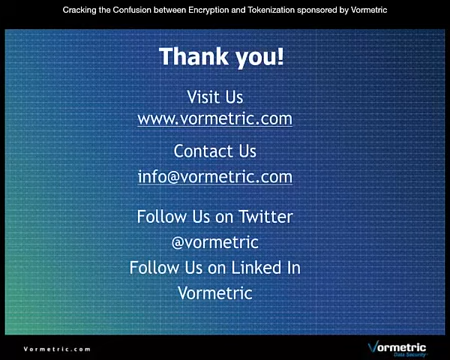 Cracking the Confusion between Encryption and Tokenization sponsored by Vormetric
Thank you!
Visit Us
www.vormetric.com
Contact Us
info@vormetric.com
Follow Us on Twitter
@vormetric
Follow Us on Linked In
Vormetric
Vormetric.com
Vormetric
Data Security